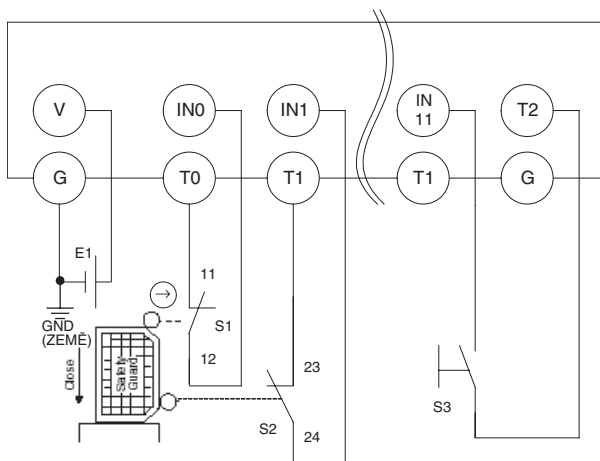 V
IN0
IN1
IN
11
T2
G
T0
T1
T1
G
E1
11
→
S1
GND
(ZEMĚ)
12
Close
Safety
Guard
23
S3
S2
24